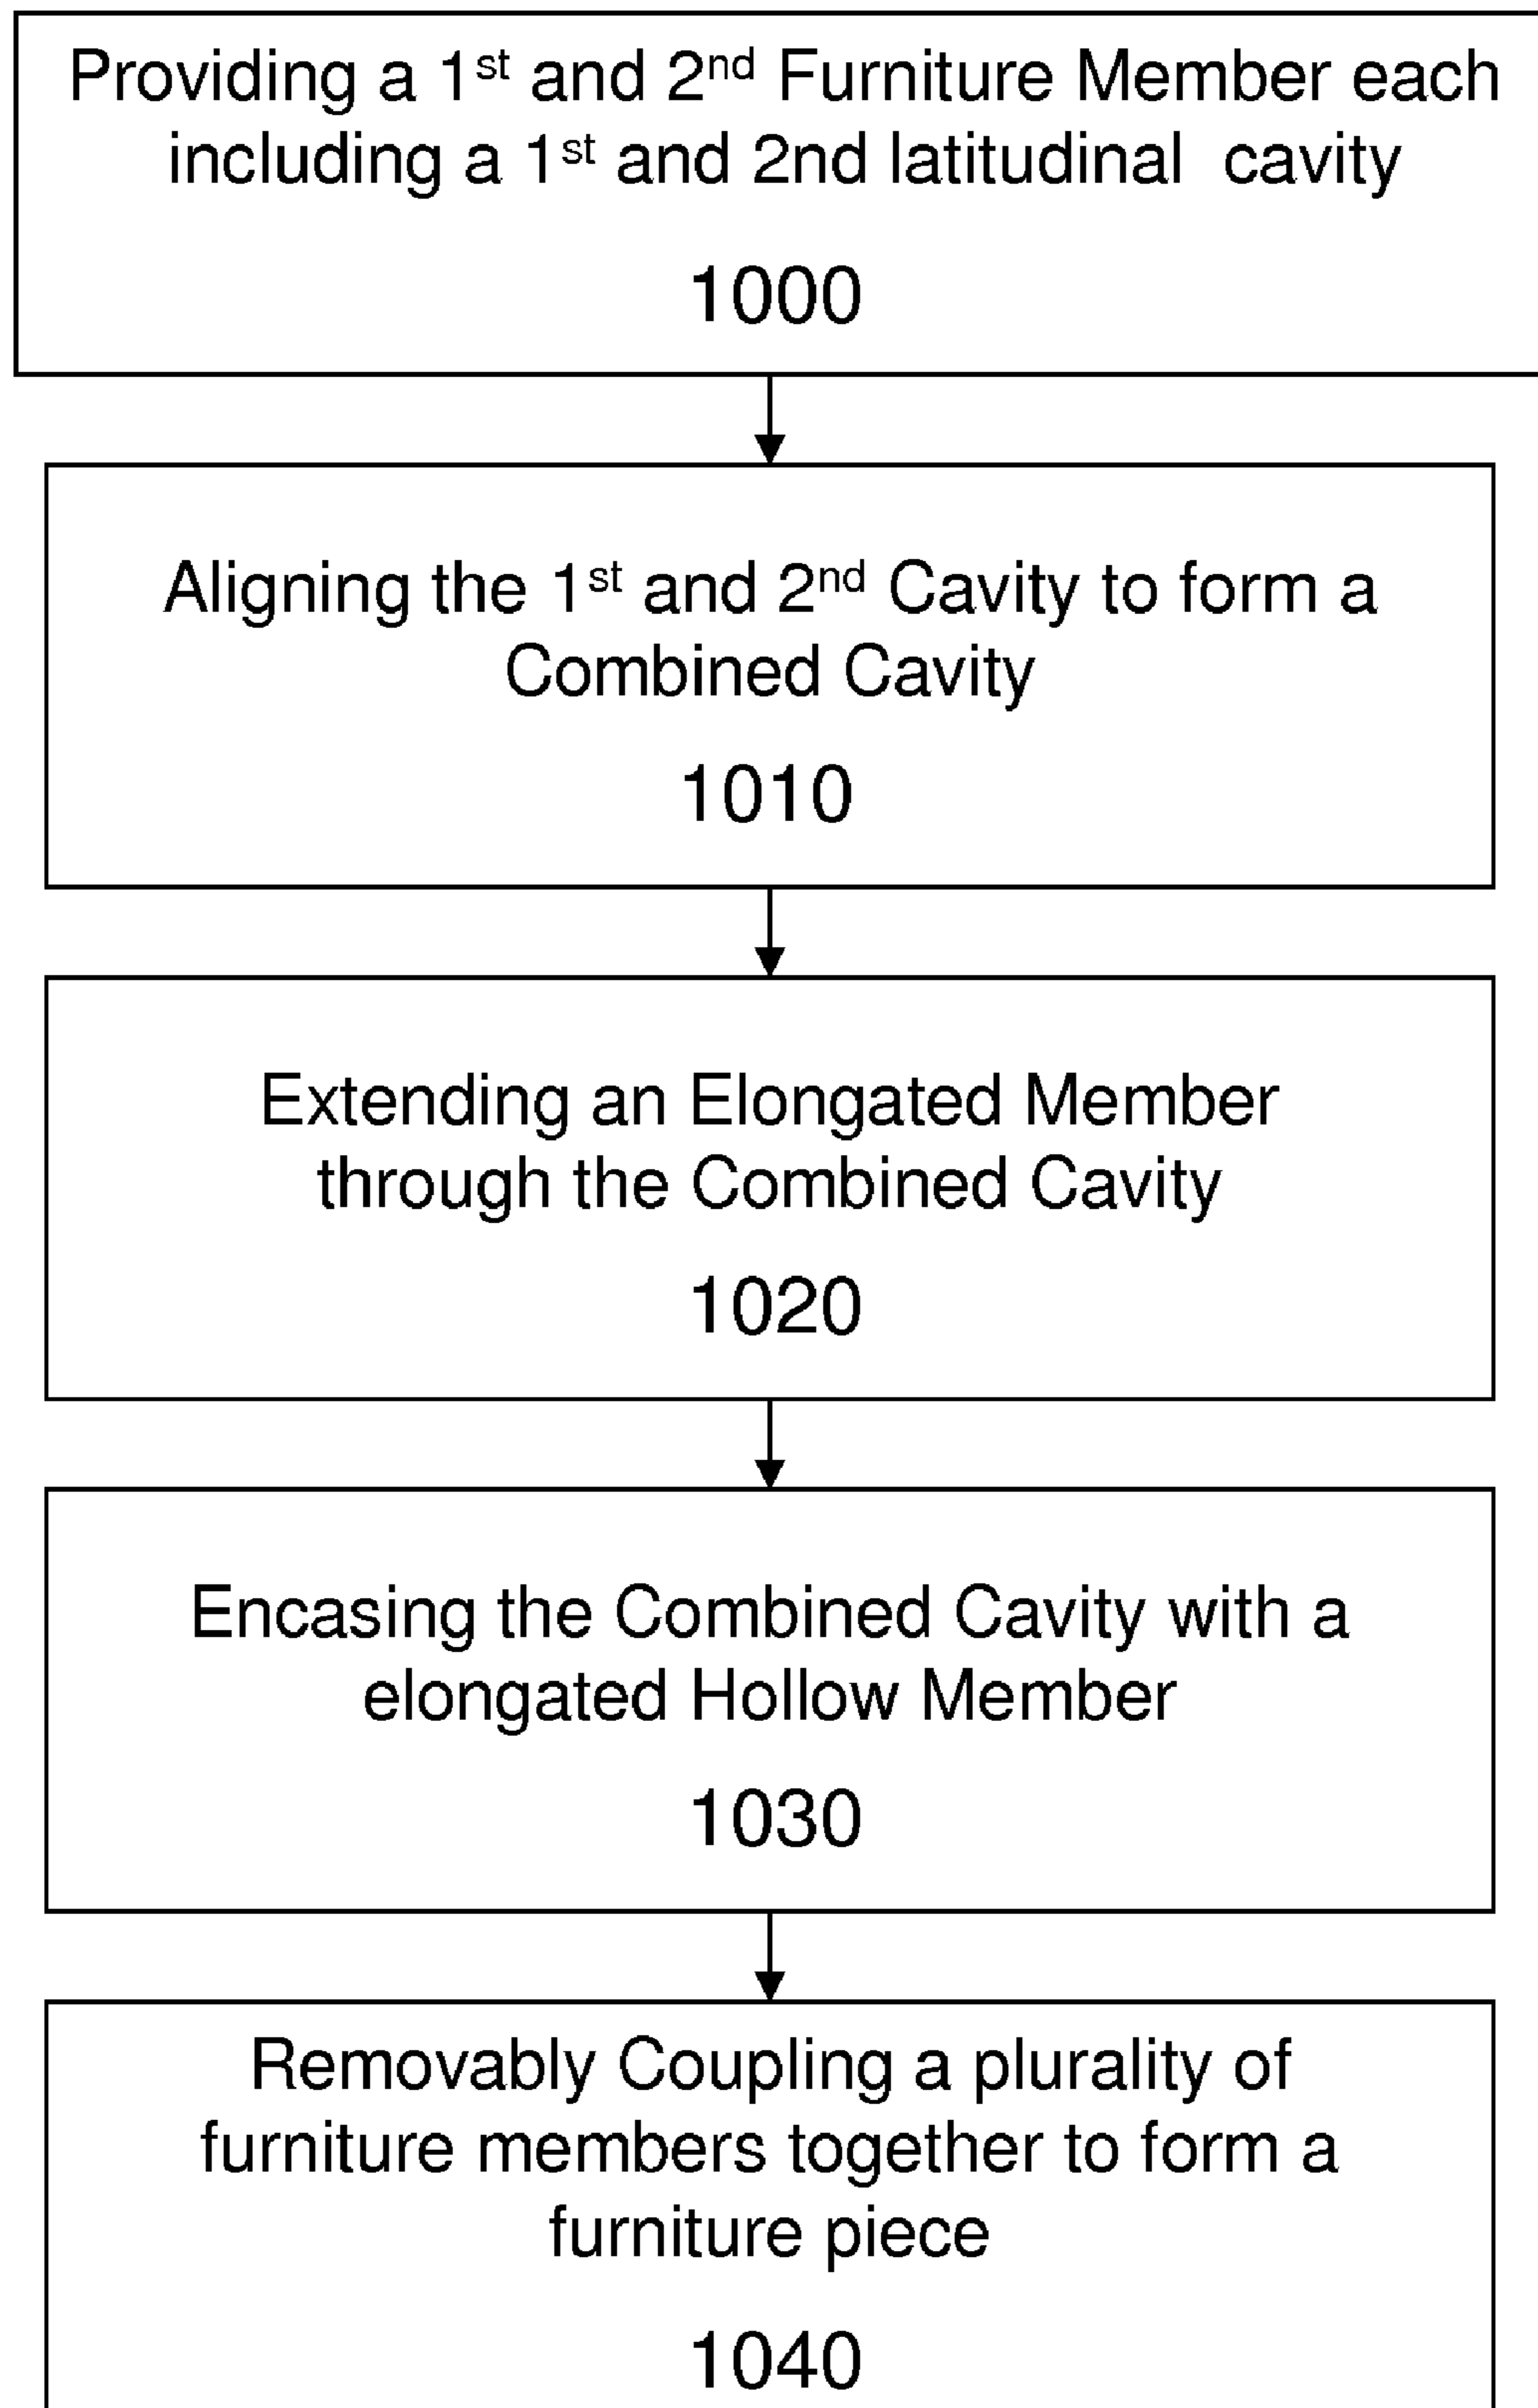 Providing a 1st and 2nd Furniture Member each
including a 1st and 2nd latitudinal cavity
1000
Aligning the 1st and 2nd Cavity to form a
Combined Cavity
1010
Extending an Elongated Member
through the Combined Cavity
1020
Encasing the Combined Cavity with a
elongated Hollow Member
1030
Removably Coupling a plurality of
furniture members together to form a
furniture piece
1040